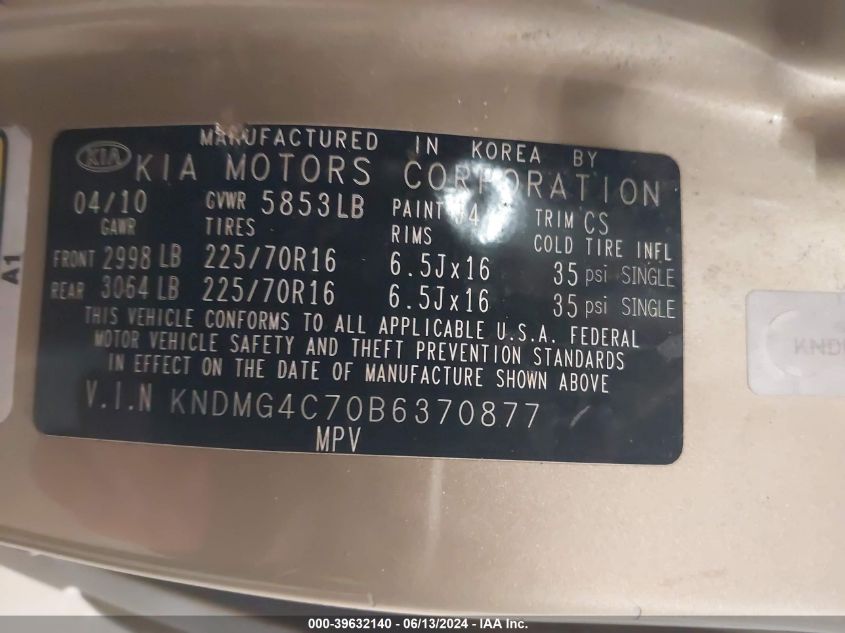 MANUFACTURED IN KOREA BY
KIA KIA MOTORS CORPORATION
04/10 GVWR 5853LB PAINT TRIM CS
GAWR TIRES RIMS COLD TIRE INFL
FRONT 2998 LB 225/70R16 6.5Jx16 35 psi SINGLE
REAR 3064 LB 225/70R16 6.5Jx16 35 psi SINGLE
THIS VEHICLE CONFORMS TO ALL APPLICABLE U.S.A. FEDERAL
MOTOR VEHICLE SAFETY AND THEFT PREVENTION STANDARDS
IN EFFECT ON THE DATE OF MANUFACTURE SHOWN ABOVE
V.I.N KNDMG4C70B6370877
MPV
A1
000-39632140 - 06/13/2024 - IAA Inc.